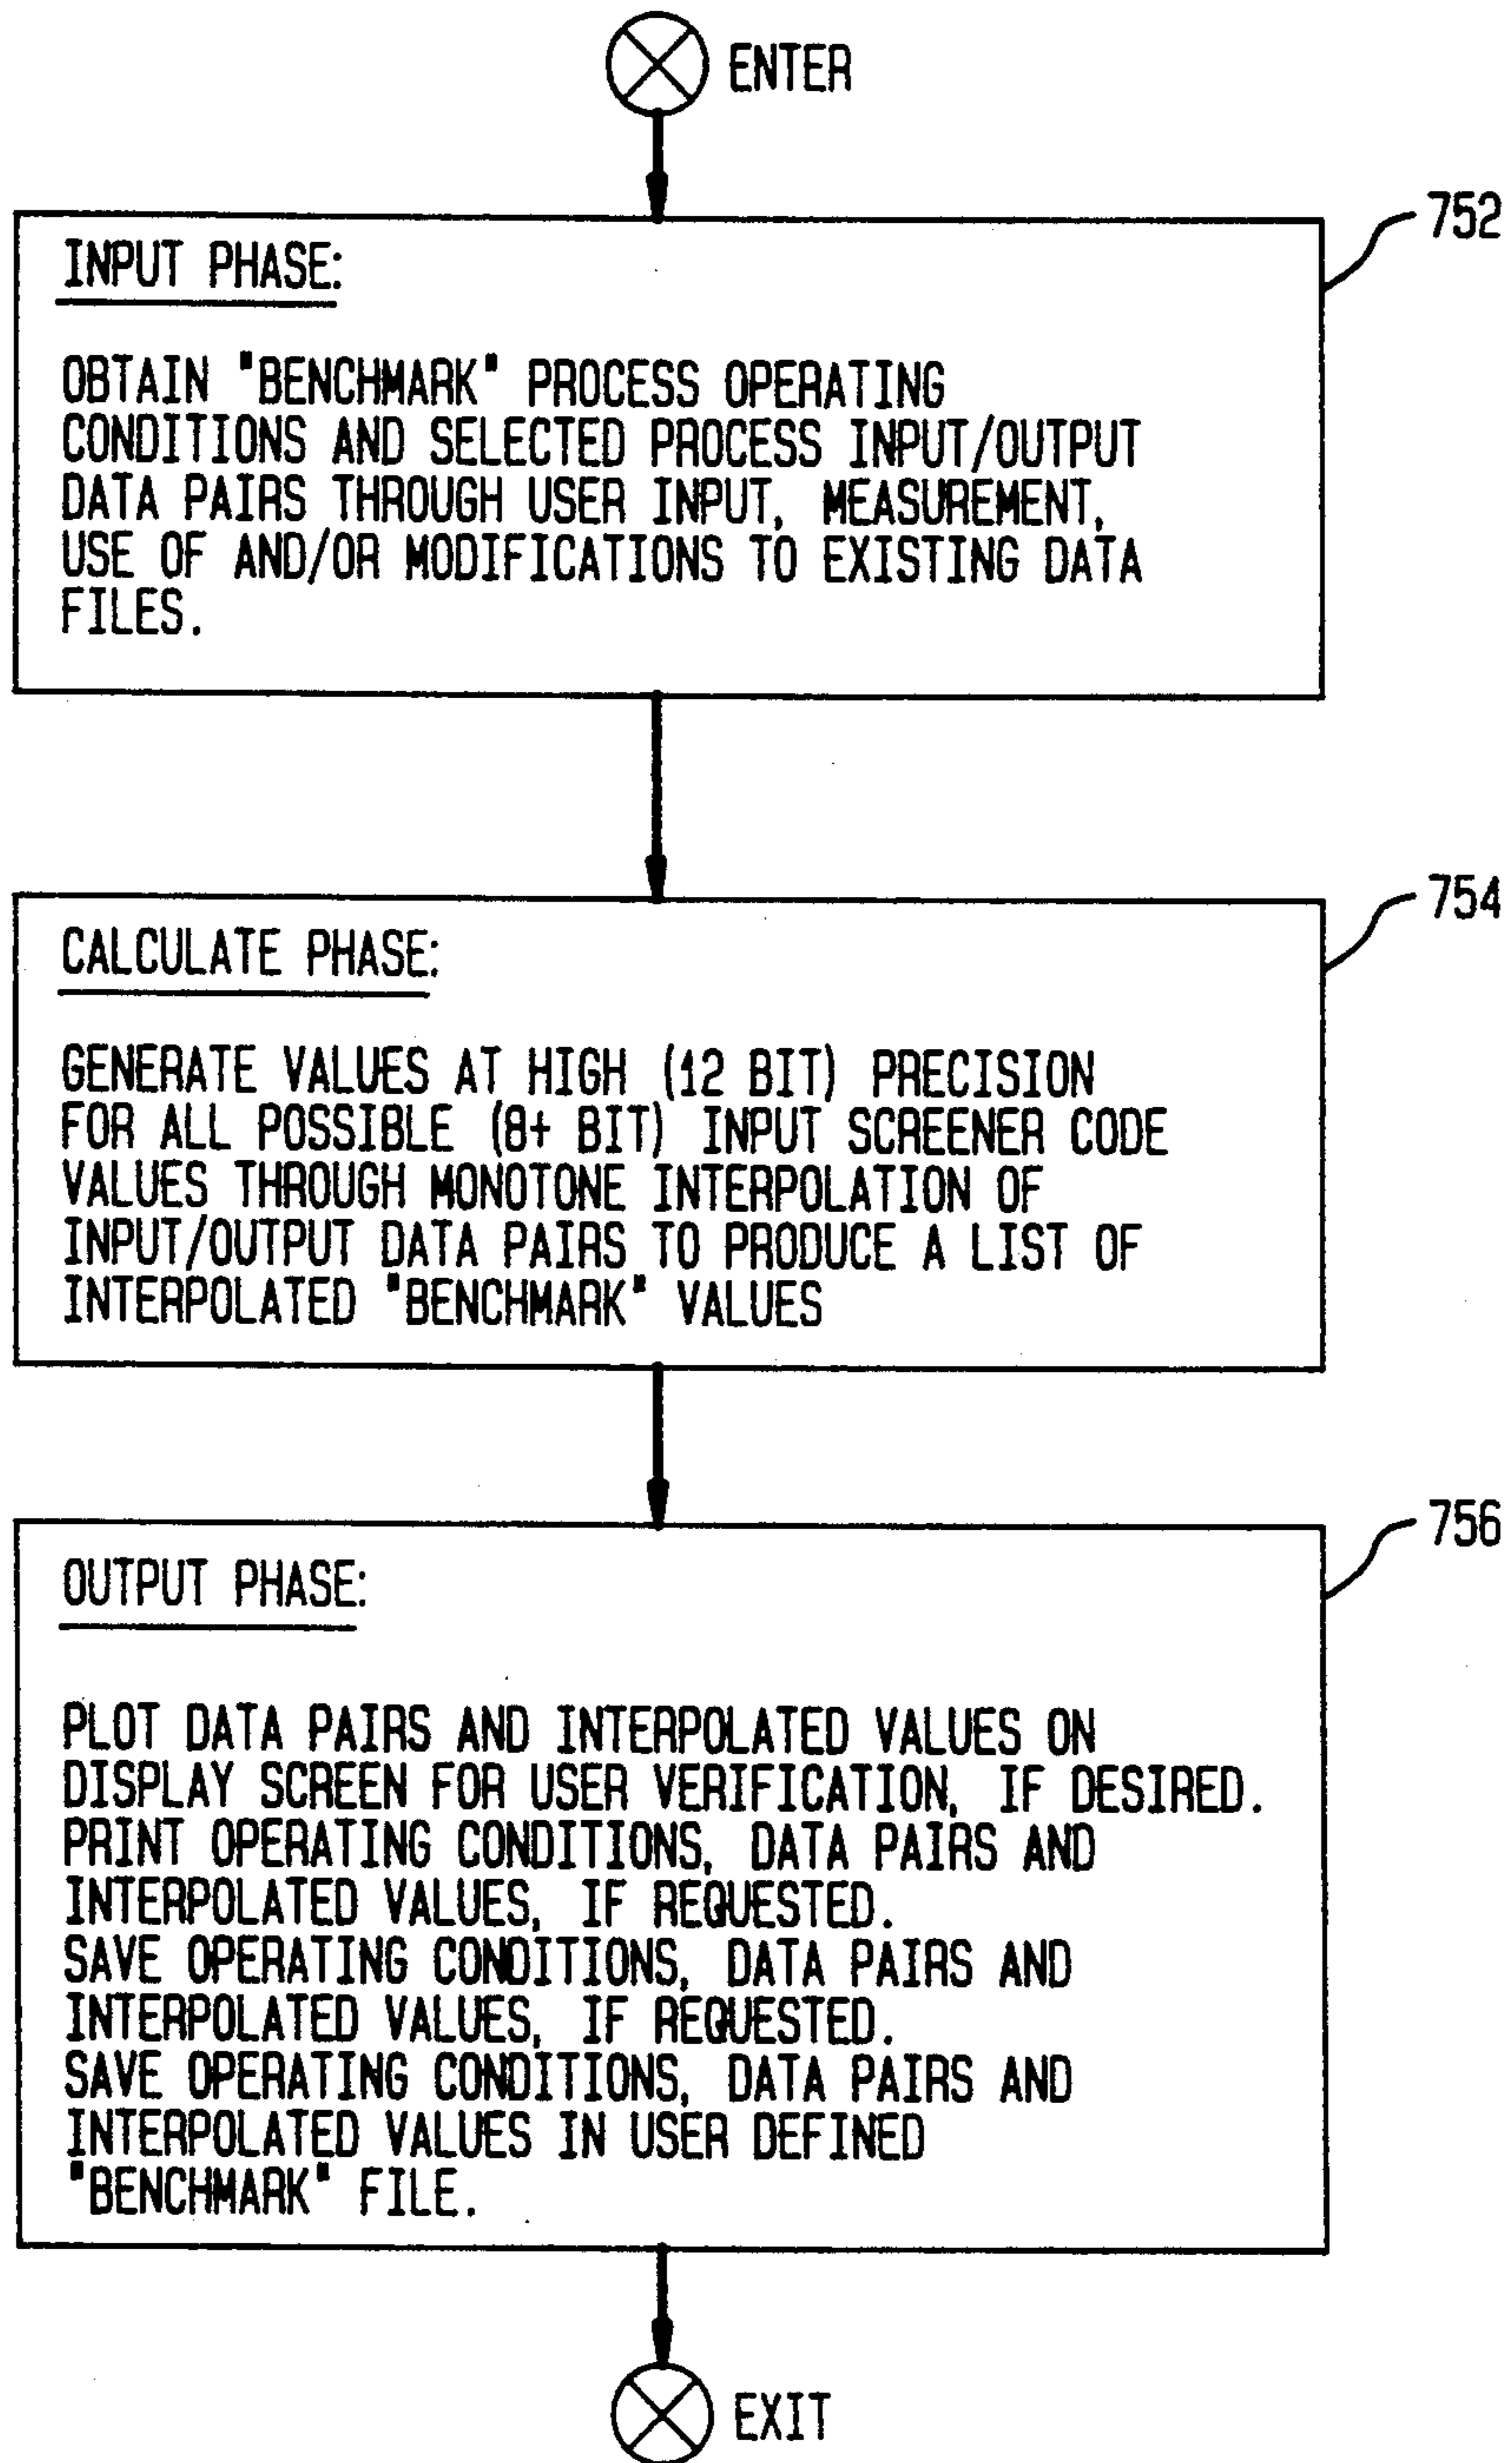 ENTER
752
INPUT PHASE:
OBTAIN "BENCHMARK" PROCESS OPERATING
CONDITIONS AND SELECTED PROCESS INPUT/OUTPUT
DATA PAIRS THROUGH USER INPUT, MEASUREMENT,
USE OF AND/OR MODIFICATIONS TO EXISTING DATA
FILES.
754
CALCULATE PHASE:
GENERATE VALUES AT HIGH (12 BIT) PRECISION
FOR ALL POSSIBLE (8+ BIT) INPUT SCREENER CODE
VALUES THROUGH MONOTONE INTERPOLATION OF
INPUT/OUTPUT DATA PAIRS TO PRODUCE A LIST OF
INTERPOLATED "BENCHMARK" VALUES
756
OUTPUT PHASE:
PLOT DATA PAIRS AND INTERPOLATED VALUES ON
DISPLAY SCREEN FOR USER VERIFICATION, IF DESIRED.
PRINT OPERATING CONDITIONS, DATA PAIRS AND
INTERPOLATED VALUES, IF REQUESTED.
SAVE OPERATING CONDITIONS, DATA PAIRS AND
INTERPOLATED VALUES, IF REQUESTED.
SAVE OPERATING CONDITIONS, DATA PAIRS AND
INTERPOLATED VALUES IN USER DEFINED
"BENCHMARK" FILE.
EXIT